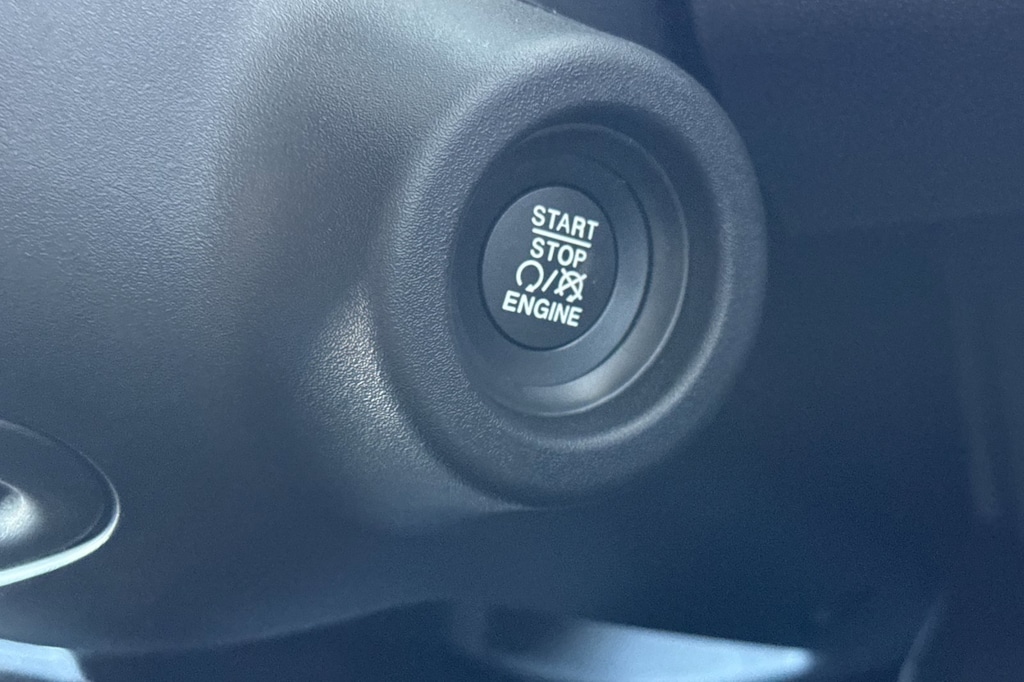 START
STOP
/
ENGINE